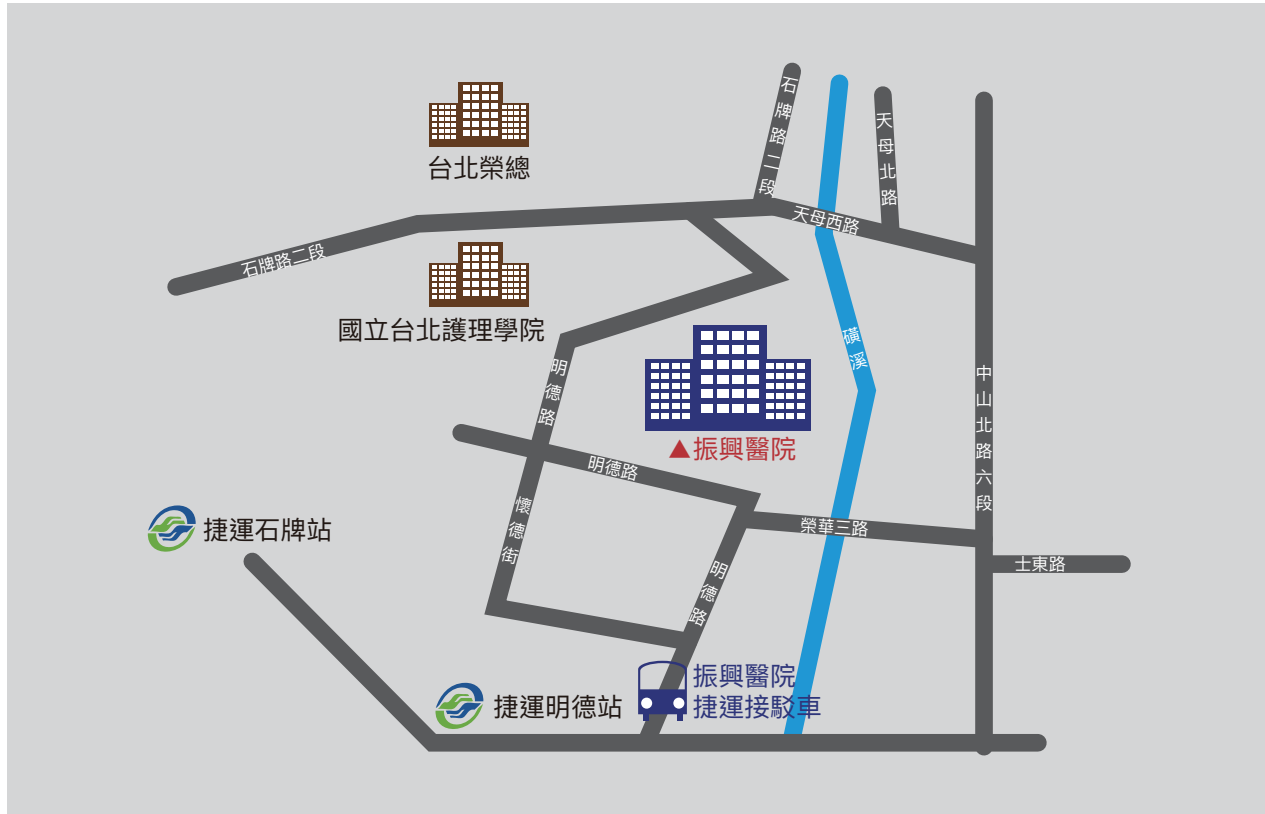 石牌路二段
天母北路
台北榮總
天母西路
石牌路二段
國立台北護理學院
磺溪
明德路
中山北路六段
振興醫院
明德路
懷德街
捷運石牌站
榮華三路
士東路
明德路
振興醫院
捷運接駁車
捷運明德站